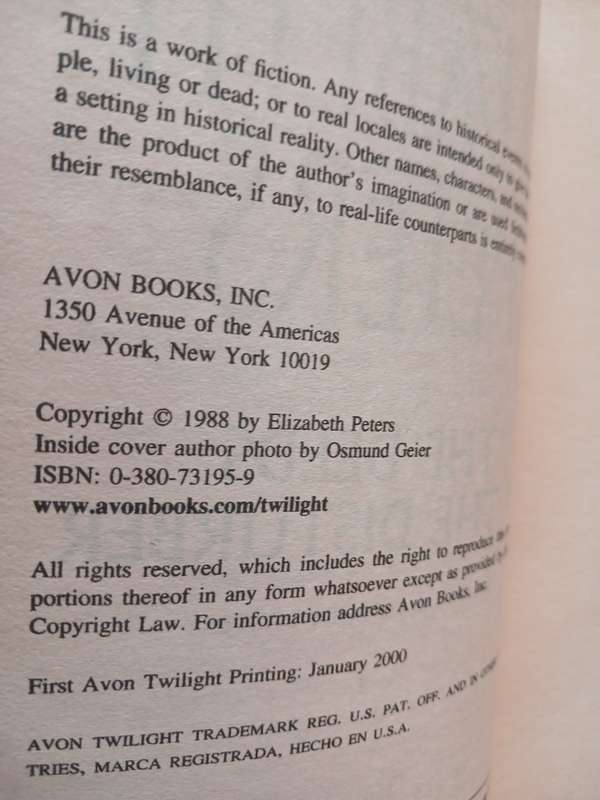 This is a work of fiction. Any references to historical events
ple, living or dead; or to real locales are intended only to
a setting in historical reality. Other names, characters, and
are the product of the author's imagination or are used
their resemblance, if any, to real-life counterparts is entirely
AVON BOOKS, INC.
1350 Avenue of the Americas
New York, New York 10019
Copyright © 1988 by Elizabeth Peters
Inside cover author photo by Osmund Geier
ISBN: 0-380-73195-9
www.avonbooks.com/twilight
All rights reserved, which includes the right to reproduce
portions thereof in any form whatsoever except as provided
Copyright Law. For information address Avon Books, Inc.
First Avon Twilight Printing: January 2000
AVON TWILIGHT TRADEMARK REG. U.S. PAT. OFF. AND IN
TRIES, MARCA REGISTRADA, HECHO EN U.S.A.